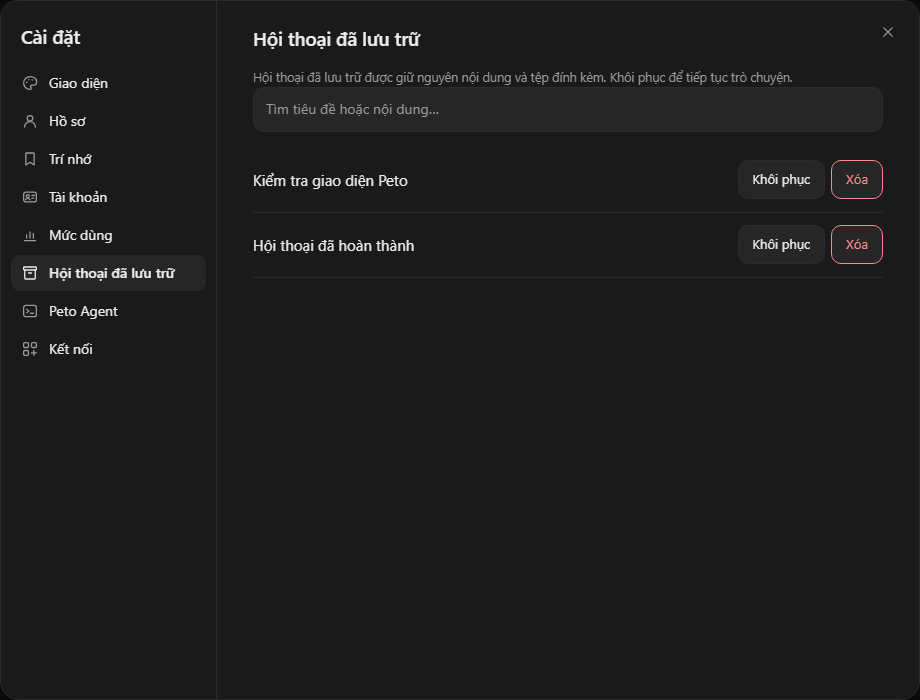 Cài đặt
Giao diện
Hồ sơ
Trí nhớ
Tài khoản
Mức dùng
Hội thoại đã lưu trữ
Peto Agent
Kết nối
Hội thoại đã lưu trữ
Hội thoại đã lưu trữ được giữ nguyên nội dung và tệp đính kèm. Khôi phục để tiếp tục trò chuyện.
Tìm tiêu đề hoặc nội dung...
Kiểm tra giao diện Peto Khôi phục Xóa
Hội thoại đã hoàn thành Khôi phục Xóa